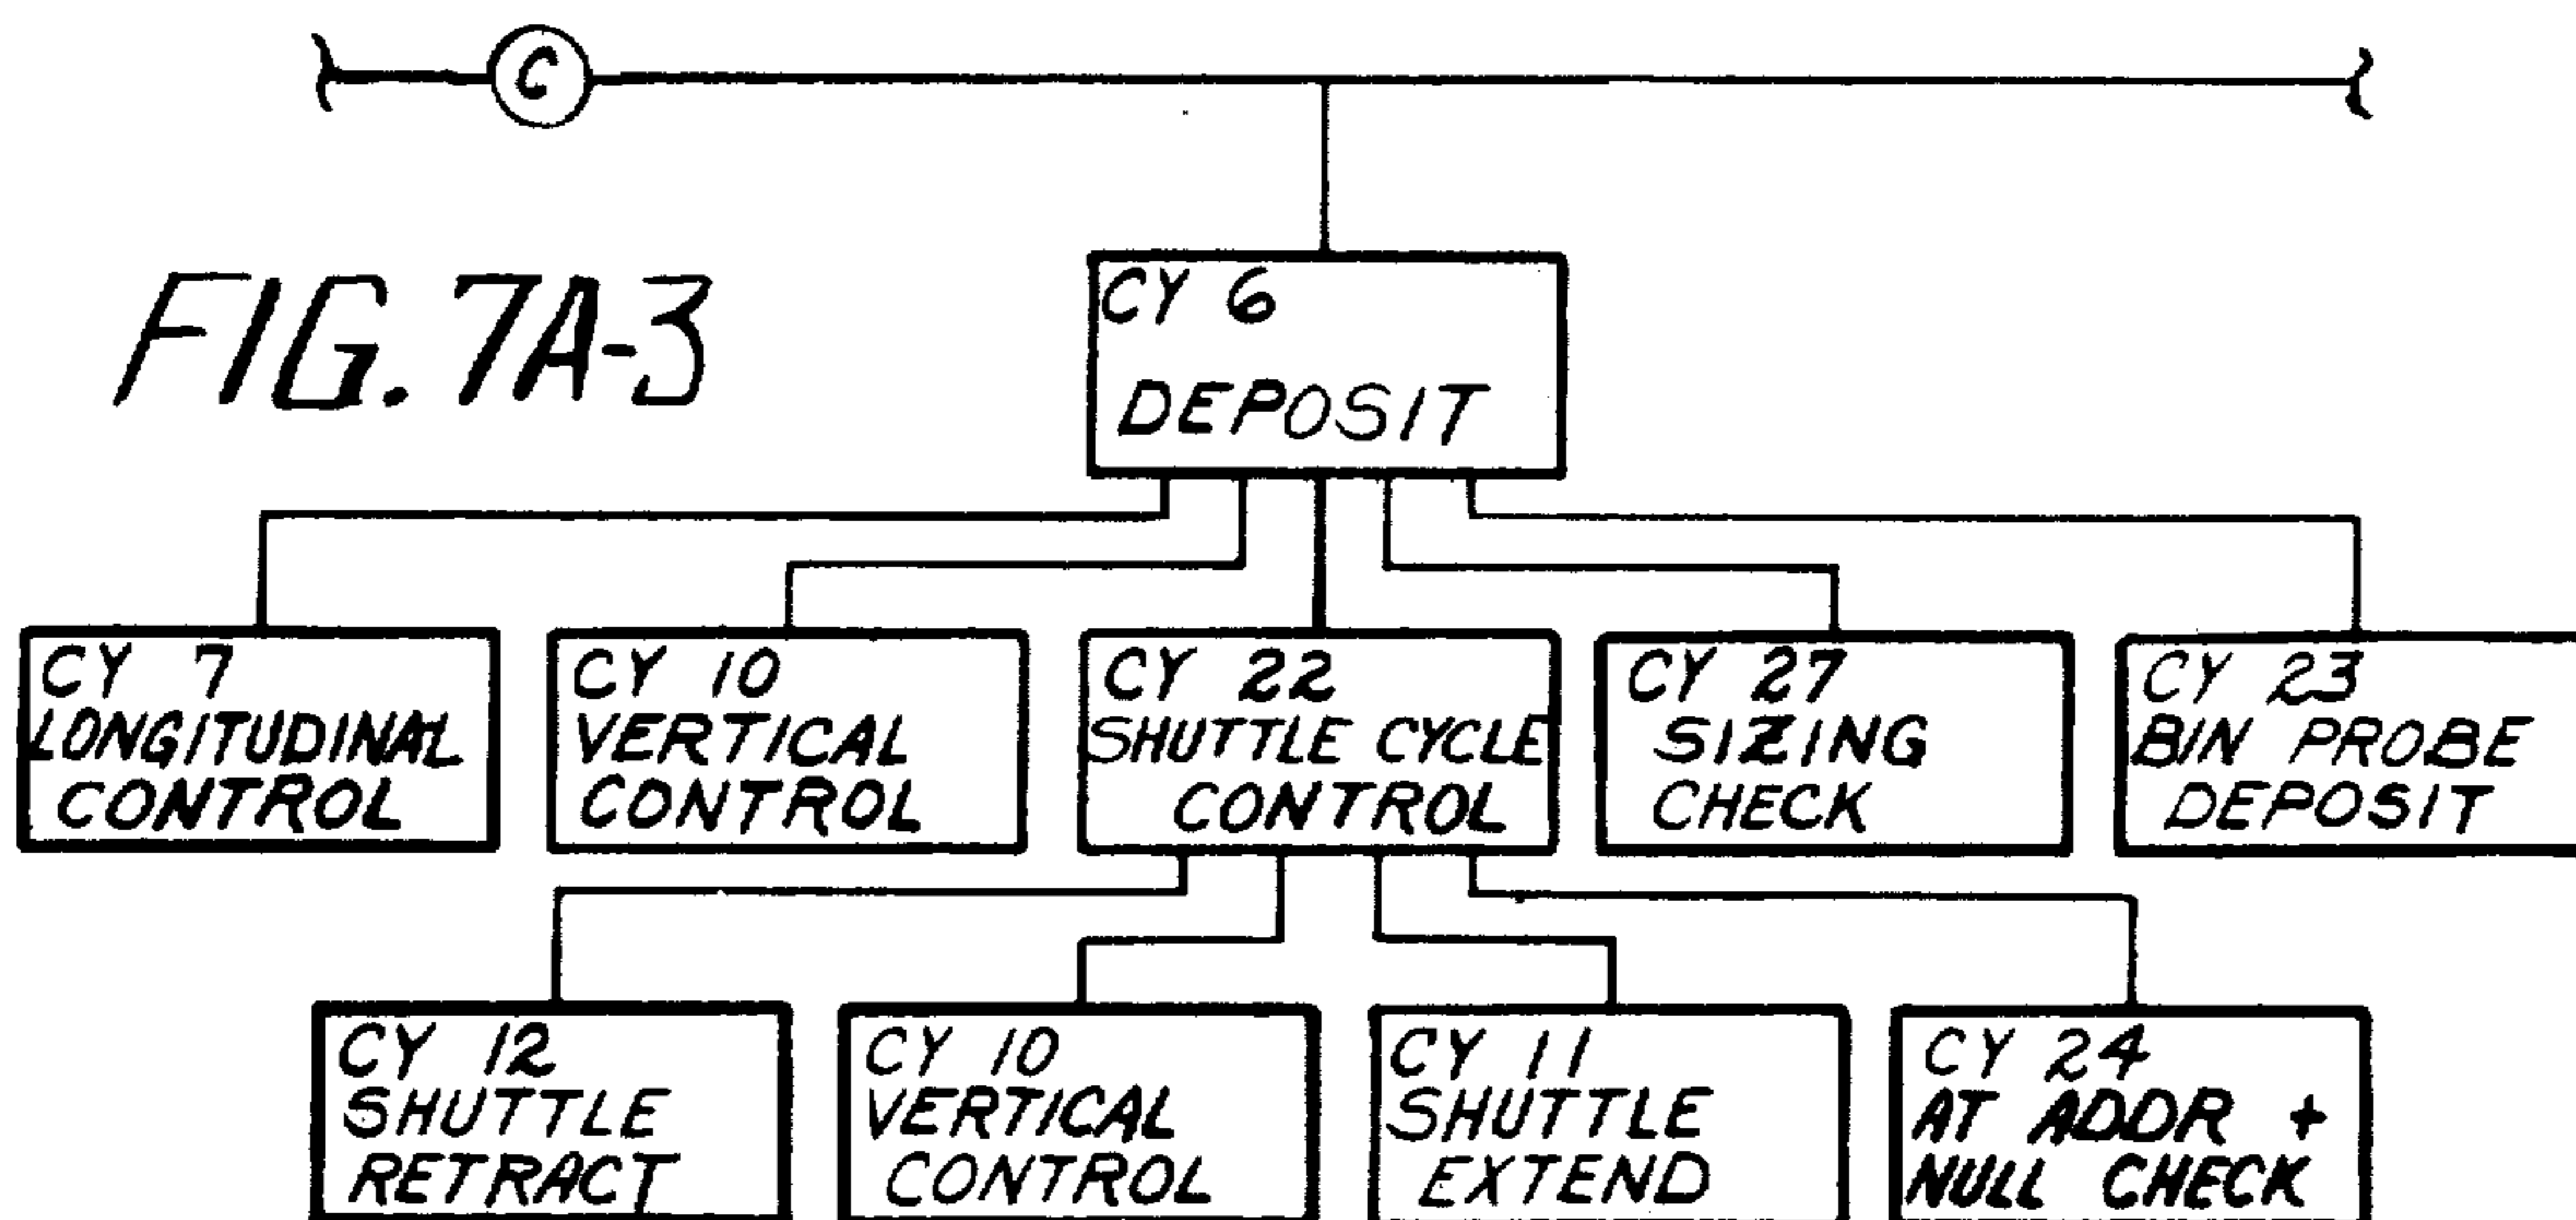 C
FIG. 7A-3
CY 6
DEPOSIT
CY 7
LONGITUDINAL
CONTROL
CY 10
VERTICAL
CONTROL
CY 22
SHUTTLE CYCLE
CONTROL
CY 27
SIZING
CHECK
CY 23
BIN PROBE
DEPOSIT
CY 12
SHUTTLE
RETRACT
CY 10
VERTICAL
CONTROL
CY 11
SHUTTLE
EXTEND
CY 24
AT ADDR +
NULL CHECK